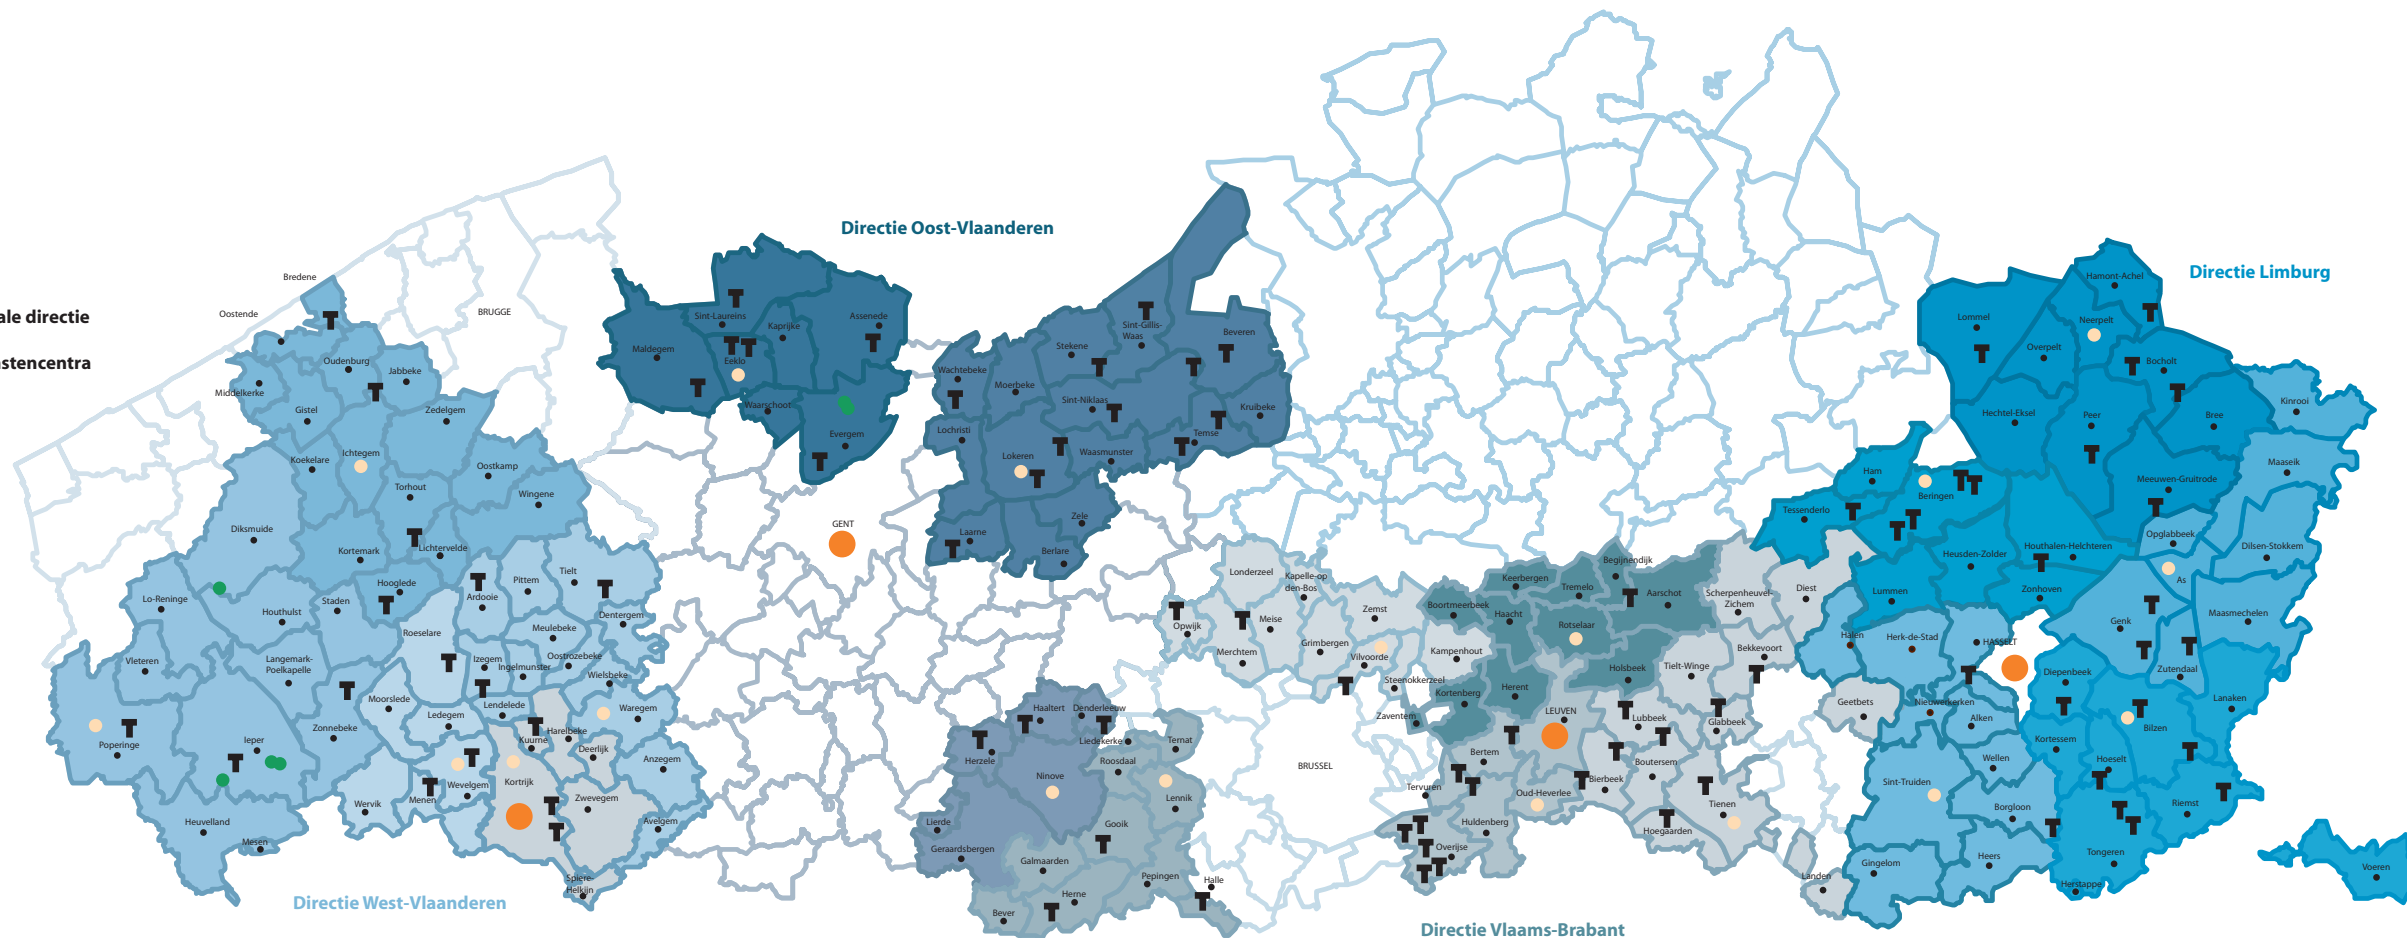 Directie Oost-Vlaanderen
Directie Limburg
ale directie
stencentra
Bredene
Oostende
BRUGGE
Oudenburg
Jabbeke
Middelkerke
Gistel
Zedelgem
Koekelare
Ichtegem
Oostkamp
Torhout
Wingene
Diksmuide
Kortemark
Lichtervelde
Hooglede
Ardooie
Pittem
Tielt
Lo-Reninge
Houthulst
Staden
Roeselare
Dentergem
Meulebeke
Vleteren
Langemark-
Poelkapelle
Izegem
Ingelmunster
Oostrozebeke
Wielsbeke
Moorslede
Ledegem
Lendelede
Waregem
Poperinge
Ieper
Zonnebeke
Kuurne
Harelbeke
Deerlijk
Anzegem
Wervik
Menen
Wevelgem
Kortrijk
Zwevegem
Avelgem
Heuvelland
Mesen
Spiere-
Helkijn
Directie West-Vlaanderen
Maldegem
Sint-Laureins
Kaprijke
Assenede
Eeklo
Waarschoot
Evergem
GENT
Wachtebeke
Moerbeke
Stekene
Sint-Gillis-
Waas
Beveren
Sint-Niklaas
Kruibeke
Lochristi
Temse
Lokeren
Waasmunster
Zele
Laarne
Berlare
Londerzeel
Kapelle-op
den-Bos
Zemst
Opwijk
Meise
Merchtem
Grimbergen
Vilvoorde
Kampenhout
Steenokkerzeel
Zaventem
Boortmeerbeek
Keerbergen
Haacht
Tremelo
Begijnendijk
Aarschot
Rotselaar
Scherpenheuvel-
Zichem
Diest
Holsbeek
Tielt-Winge
Bekkevoort
Kortenberg
Herent
LEUVEN
Lubbeek
Glabbeek
Geetbets
Bertem
Boutersem
Bierbeek
Tervuren
Oud-Heverlee
Tienen
Huldenberg
Hoegaarden
Overijse
Landen
BRUSSEL
Haaltert
Denderleeuw
Liedekerke
Ternat
Herzele
Ninove
Roosdaal
Lennik
Lierde
Gooik
Geraardsbergen
Galmaarden
Pepingen
Halle
Herne
Bever
Directie Vlaams-Brabant
Hamont-Achel
Lommel
Neerpelt
Overpelt
Bocholt
Kinrooi
Hechtel-Eksel
Peer
Bree
Maaseik
Ham
Beringen
Meeuwen-Gruitrode
Tessenderlo
Opglabbeek
Dilsen-Stokkem
Heusden-Zolder
Houthalen-Helchteren
As
Lummen
Zonhoven
Maasmechelen
Genk
Halen
Herk-de-Stad
HASSELT
Diepenbeek
Zutendaal
Lanaken
Nieuwerkerken
Alken
Bilzen
Kortessem
Wellen
Hoeselt
Sint-Truiden
Borgloon
Riemst
Tongeren
Gingelom
Heers
Herstappe
Voeren